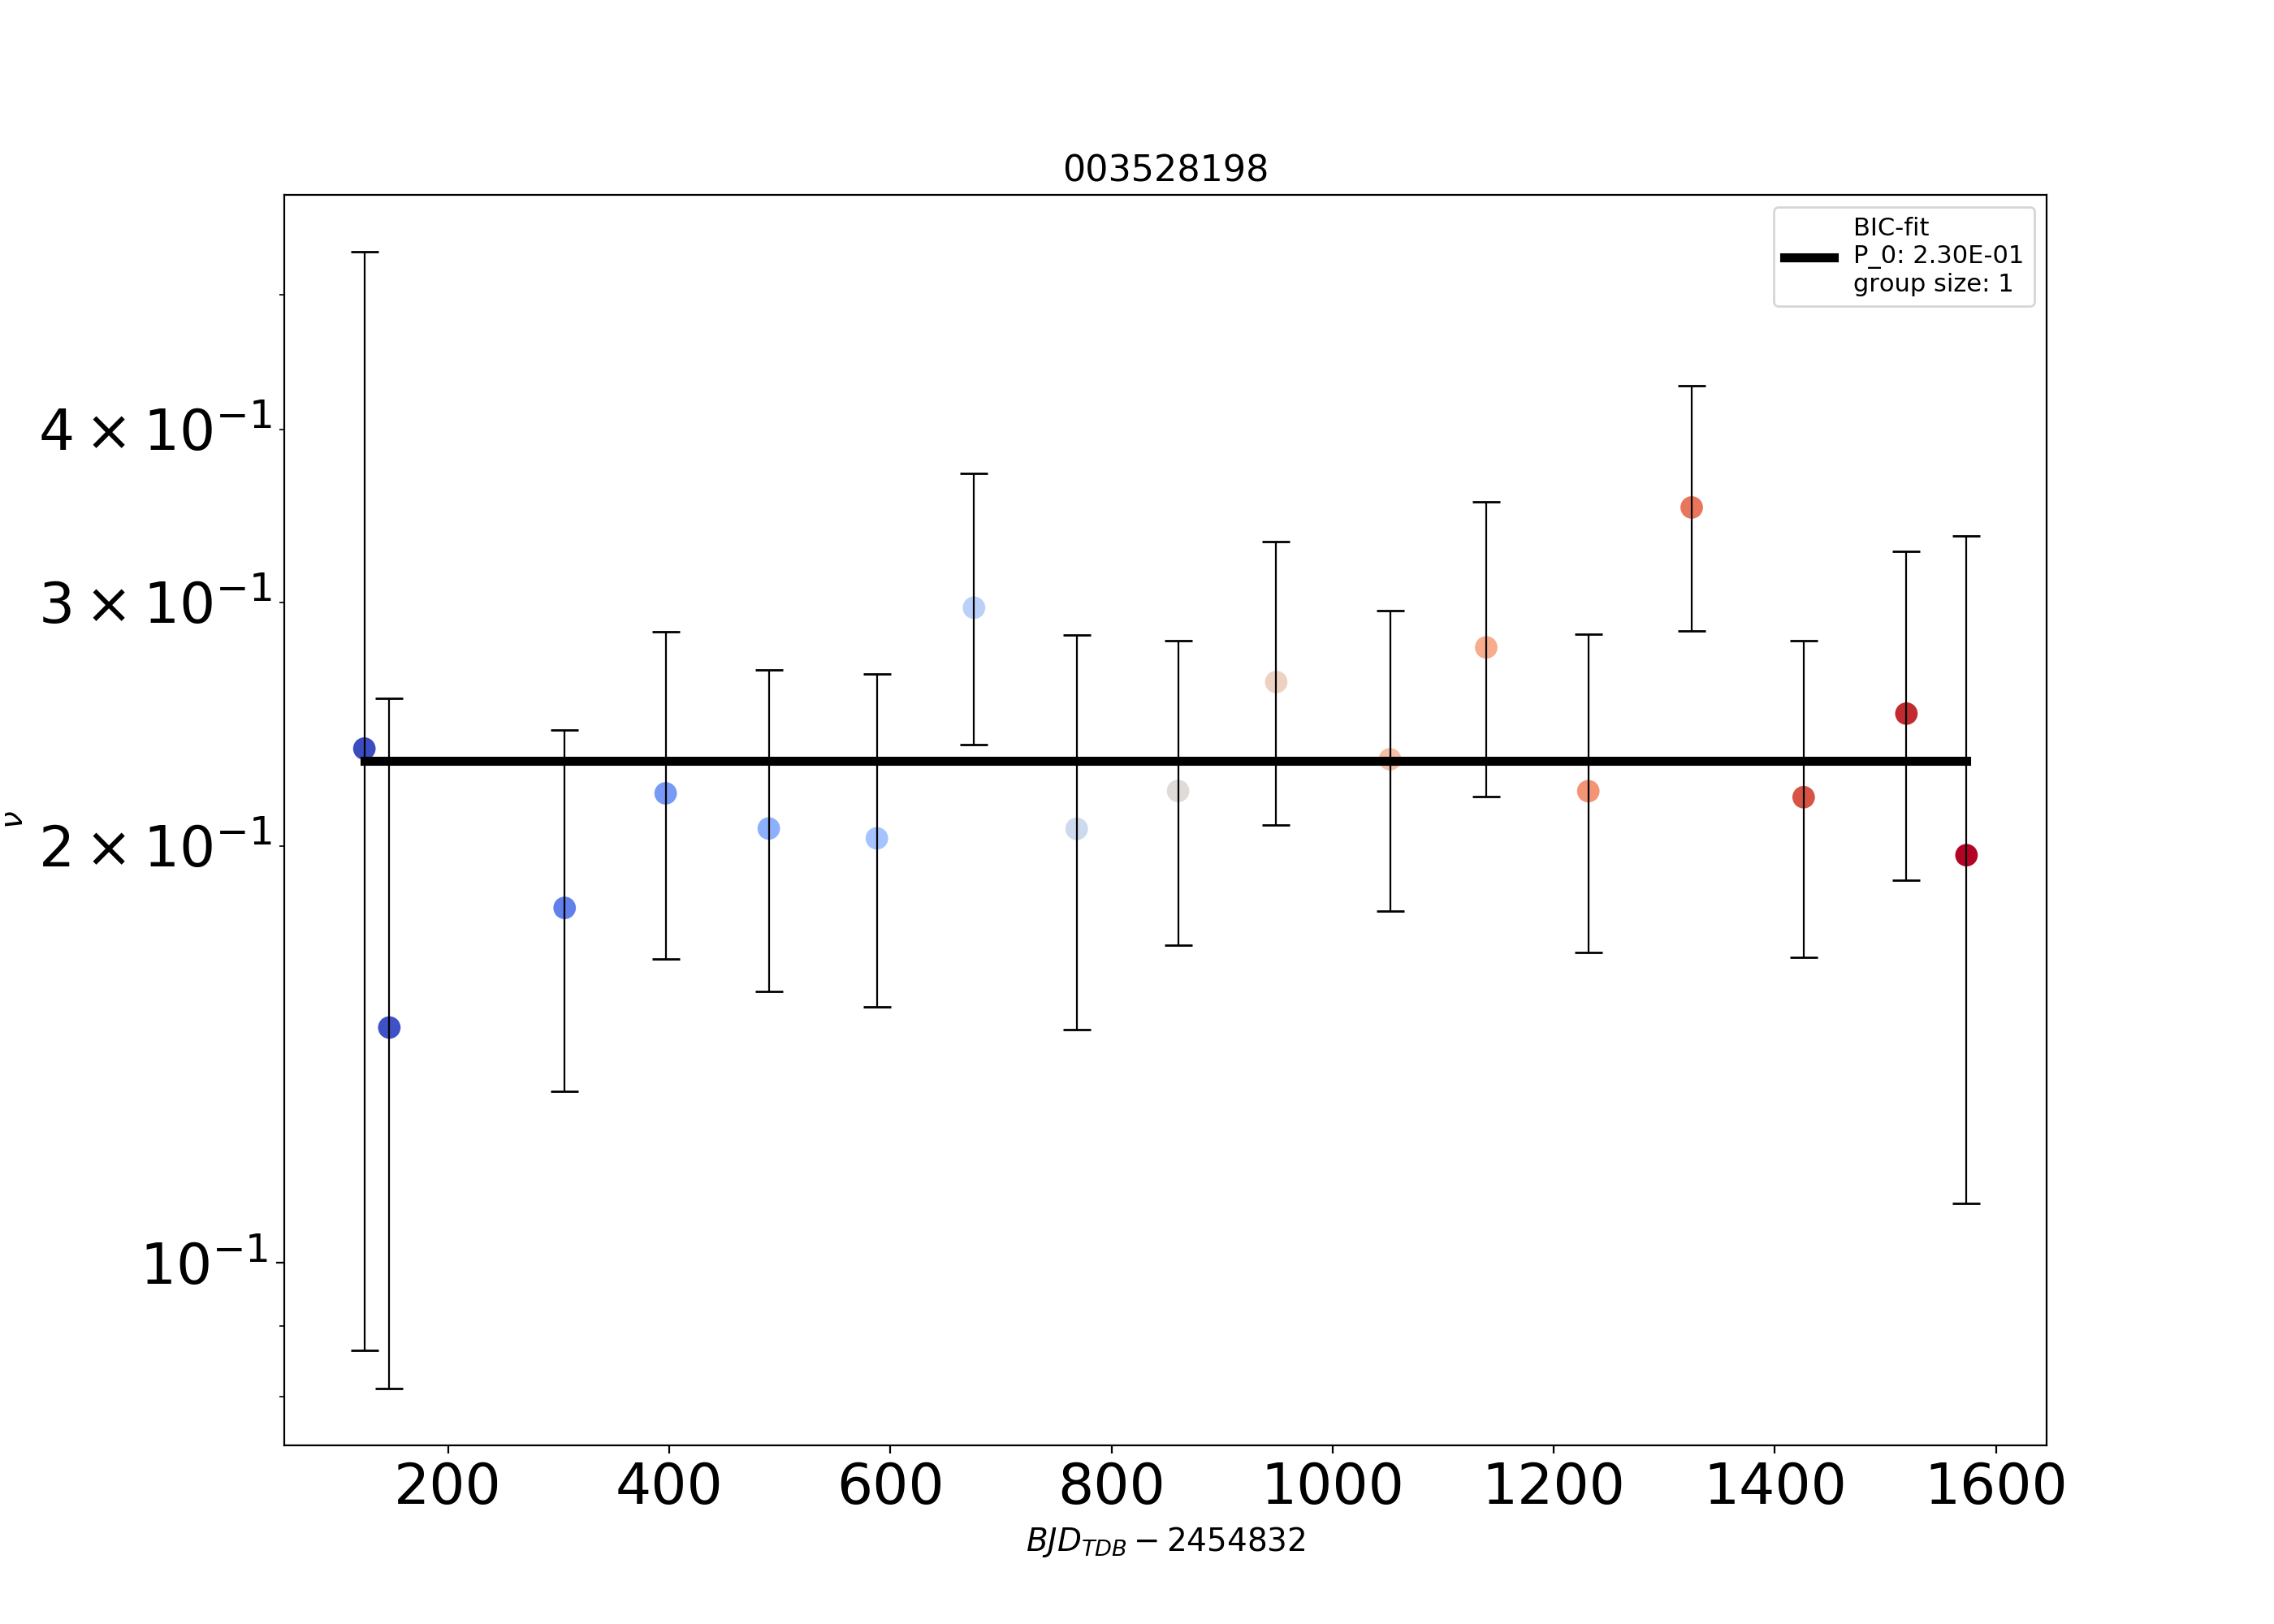 003528198
BIC-fit
P_0: 2.30E-01
group size: 1
4 × 10⁻¹
3 × 10⁻¹
2 × 10⁻¹
10⁻¹
ν
200 400 600 800 1000 1200 1400 1600
BJD_TDB − 2454832